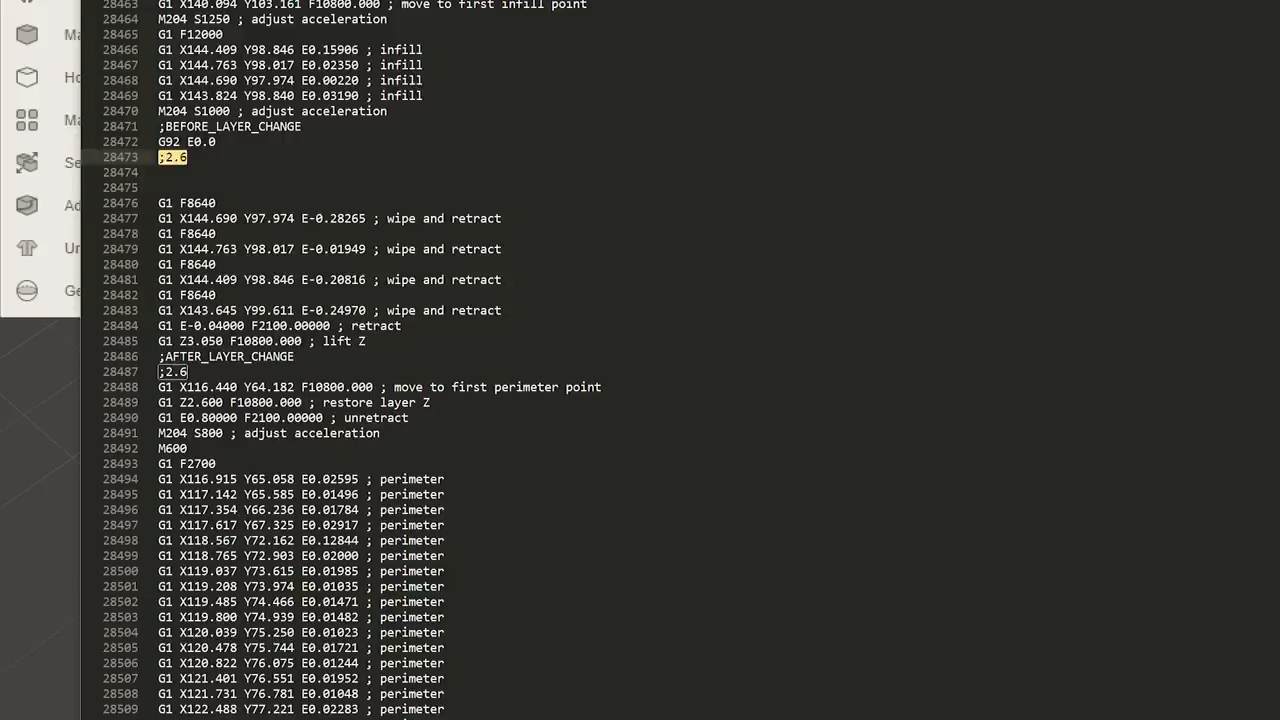 28463 G1 X140.094 Y103.161 F10800.000 ; move to first infill point
28464 M204 S1250 ; adjust acceleration
28465 G1 F12000
28466 G1 X144.409 Y98.846 E0.15906 ; infill
28467 G1 X144.763 Y98.017 E0.02350 ; infill
28468 G1 X144.690 Y97.974 E0.00220 ; infill
28469 G1 X143.824 Y98.840 E0.03190 ; infill
28470 M204 S1000 ; adjust acceleration
28471 ;BEFORE_LAYER_CHANGE
28472 G92 E0.0
28473 ;2.6
28474
28475
28476 G1 F8640
28477 G1 X144.690 Y97.974 E-0.28265 ; wipe and retract
28478 G1 F8640
28479 G1 X144.763 Y98.017 E-0.01949 ; wipe and retract
28480 G1 F8640
28481 G1 X144.409 Y98.846 E-0.20816 ; wipe and retract
28482 G1 F8640
28483 G1 X143.645 Y99.611 E-0.24970 ; wipe and retract
28484 G1 E-0.04000 F2100.00000 ; retract
28485 G1 Z3.050 F10800.000 ; lift Z
28486 ;AFTER_LAYER_CHANGE
28487 ;2.6
28488 G1 X116.440 Y64.182 F10800.000 ; move to first perimeter point
28489 G1 Z2.600 F10800.000 ; restore layer Z
28490 G1 E0.80000 F2100.00000 ; unretract
28491 M204 S800 ; adjust acceleration
28492 M600
28493 G1 F2700
28494 G1 X116.915 Y65.058 E0.02595 ; perimeter
28495 G1 X117.142 Y65.585 E0.01496 ; perimeter
28496 G1 X117.354 Y66.236 E0.01784 ; perimeter
28497 G1 X117.617 Y67.325 E0.02917 ; perimeter
28498 G1 X118.567 Y72.162 E0.12844 ; perimeter
28499 G1 X118.765 Y72.903 E0.02000 ; perimeter
28500 G1 X119.037 Y73.615 E0.01985 ; perimeter
28501 G1 X119.208 Y73.974 E0.01035 ; perimeter
28502 G1 X119.485 Y74.466 E0.01471 ; perimeter
28503 G1 X119.800 Y74.939 E0.01482 ; perimeter
28504 G1 X120.039 Y75.250 E0.01023 ; perimeter
28505 G1 X120.478 Y75.744 E0.01721 ; perimeter
28506 G1 X120.822 Y76.075 E0.01244 ; perimeter
28507 G1 X121.401 Y76.551 E0.01952 ; perimeter
28508 G1 X121.731 Y76.781 E0.01048 ; perimeter
28509 G1 X122.488 Y77.221 E0.02283 ; perimeter
Ma
Ho
Ma
Se
Ad
Un
Ge